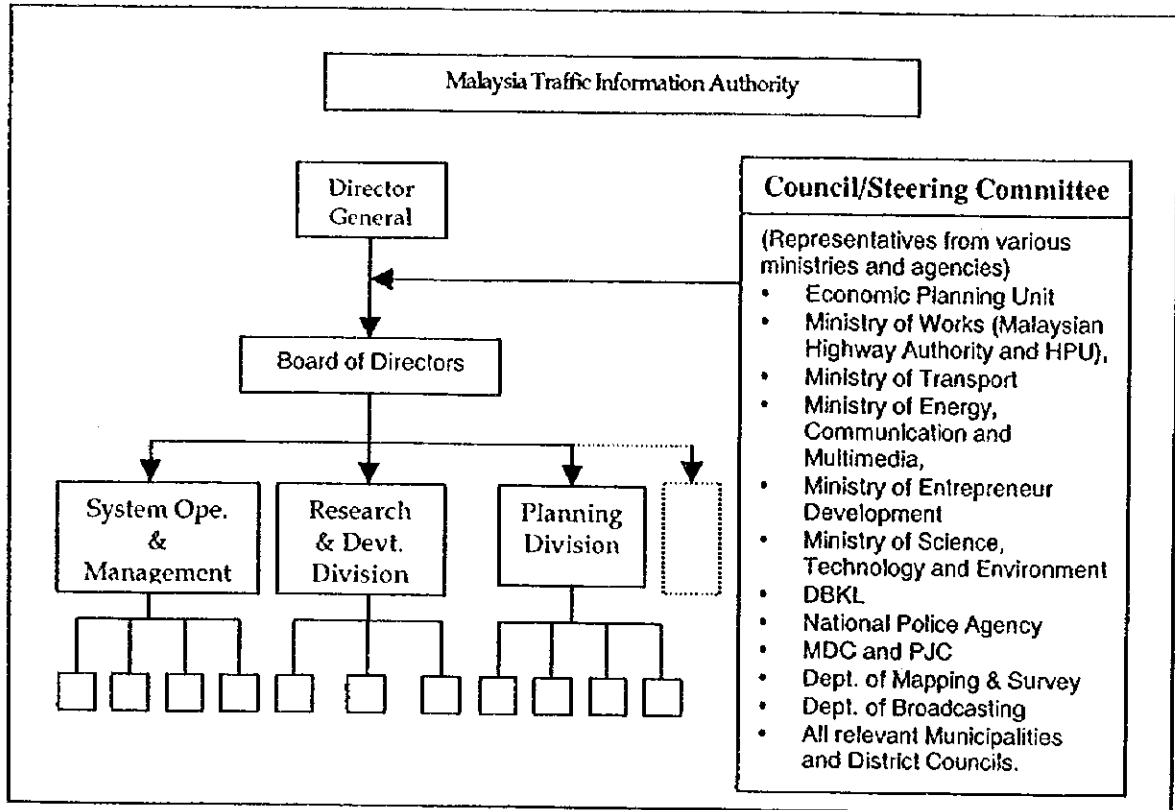 Malaysia Traffic Information Authority
Director
General
Board of Directors
System Ope.
&
Management
Research
& Devt.
Division
Planning
Division
Council/Steering Committee
(Representatives from various
ministries and agencies)
• Economic Planning Unit
• Ministry of Works (Malaysian
Highway Authority and HPU),
• Ministry of Transport
• Ministry of Energy,
Communication and
Multimedia,
• Ministry of Entrepreneur
Development
• Ministry of Science,
Technology and Environment
• DBKL
• National Police Agency
• MDC and PJC
• Dept. of Mapping & Survey
• Dept. of Broadcasting
• All relevant Municipalities
and District Councils.